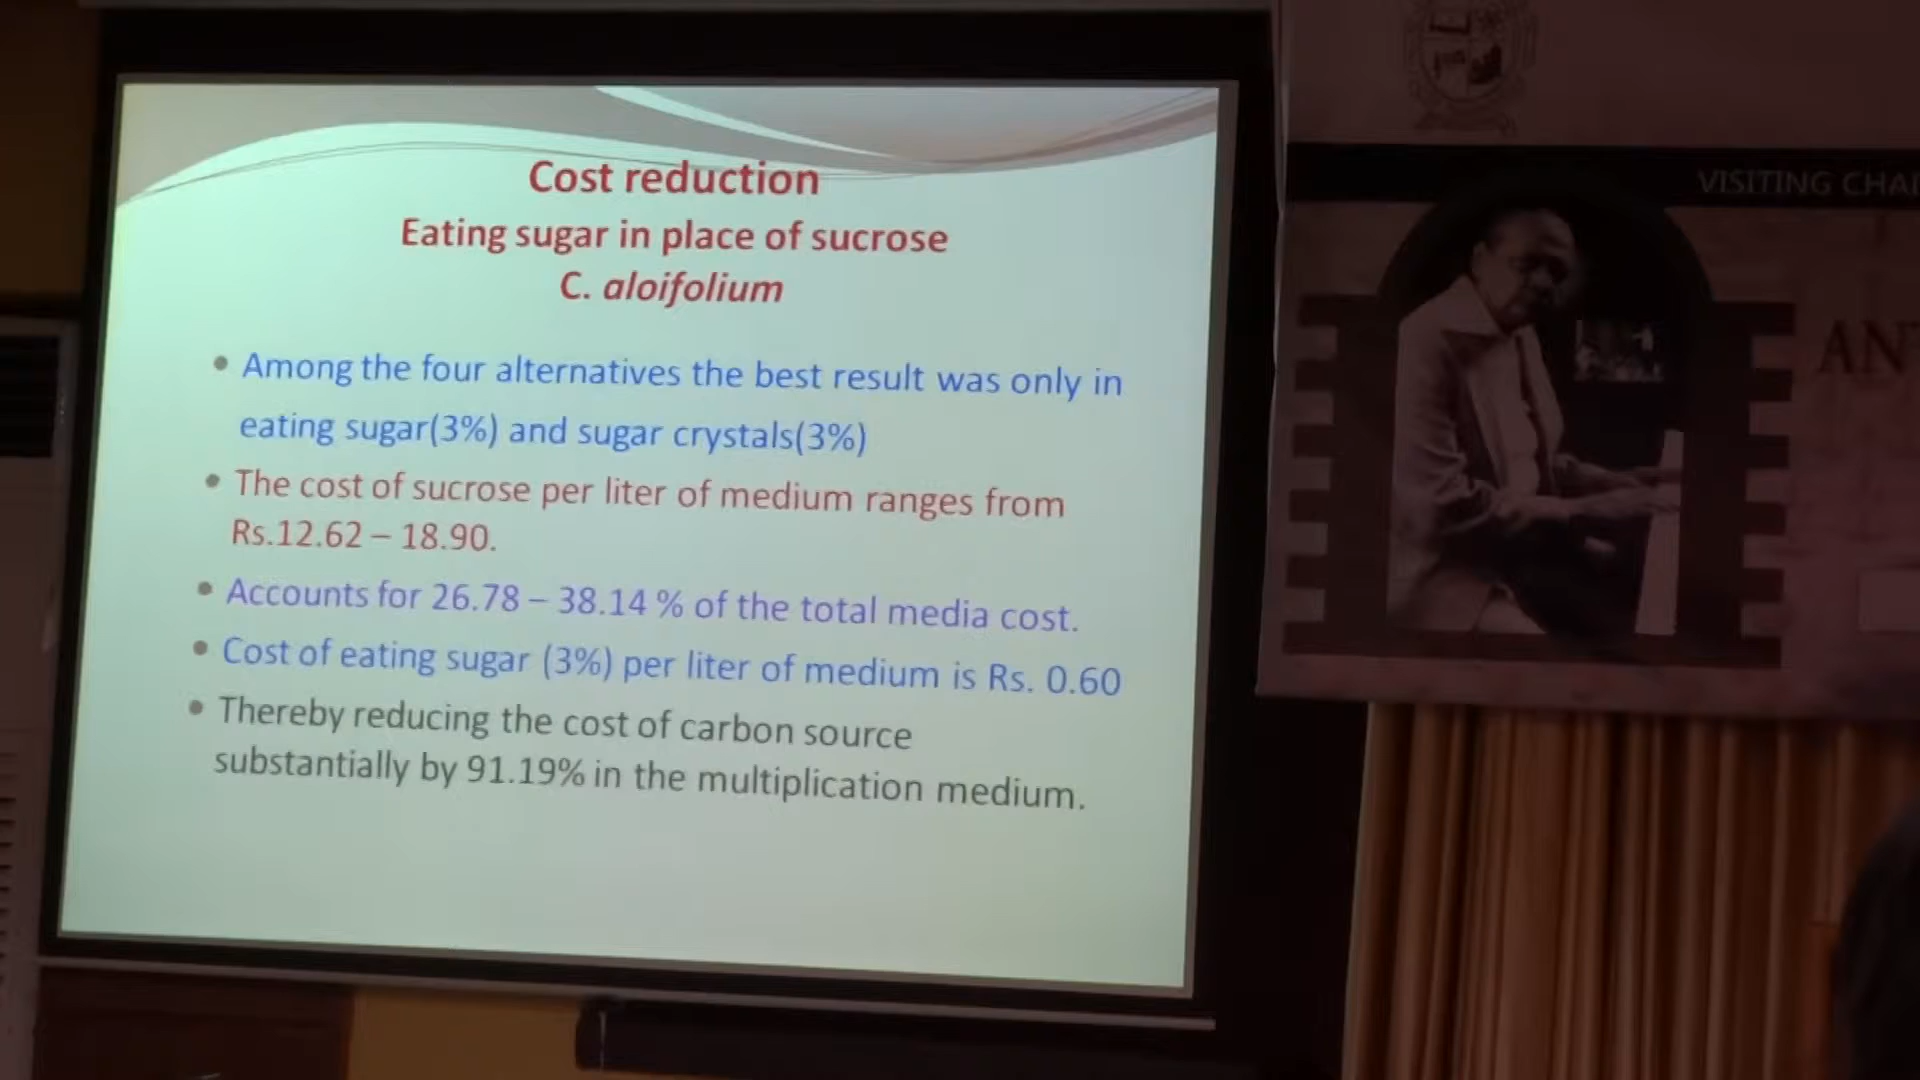 Cost reduction
Eating sugar in place of sucrose
C. aloifolium
• Among the four alternatives the best result was only in
eating sugar(3%) and sugar crystals(3%)
• The cost of sucrose per liter of medium ranges from
Rs.12.62 – 18.90.
• Accounts for 26.78 – 38.14 % of the total media cost.
• Cost of eating sugar (3%) per liter of medium is Rs. 0.60
• Thereby reducing the cost of carbon source
substantially by 91.19% in the multiplication medium.
VISITING CHAI
AN